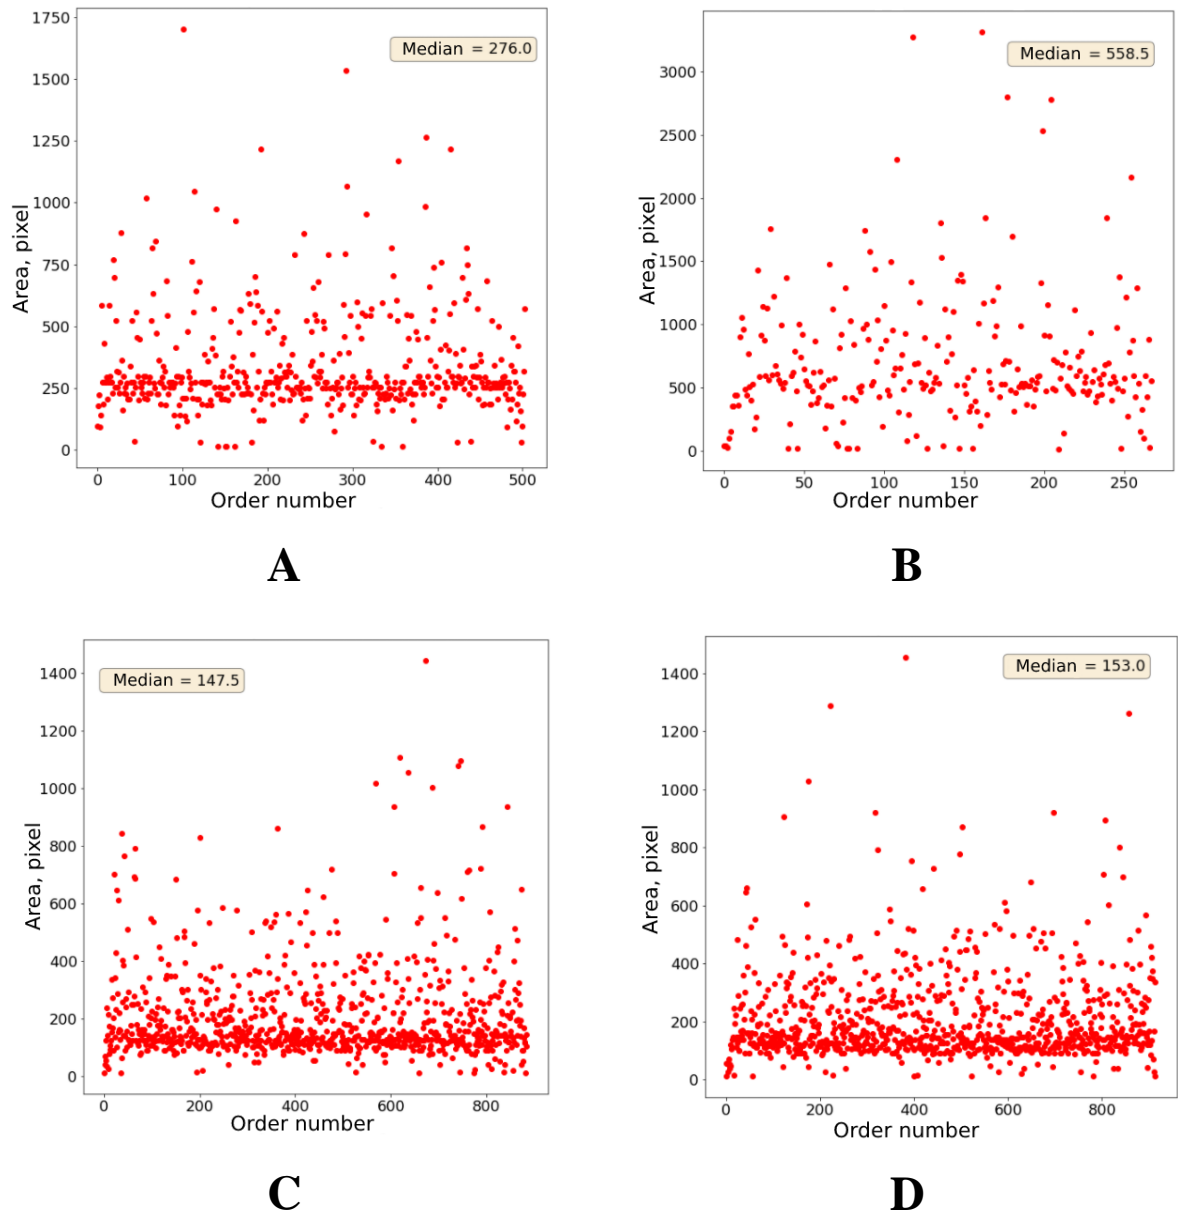 1750
1500
1250
1000
750
500
250
0
Area, pixel
Median = 276.0
0 100 200 300 400 500
Order number
A
3000
2500
2000
1500
1000
500
0
Area, pixel
Median = 558.5
0 50 100 150 200 250
Order number
B
1400
1200
1000
800
600
400
200
0
Area, pixel
Median = 147.5
0 200 400 600 800
Order number
C
1400
1200
1000
800
600
400
200
0
Area, pixel
Median = 153.0
0 200 400 600 800
Order number
D